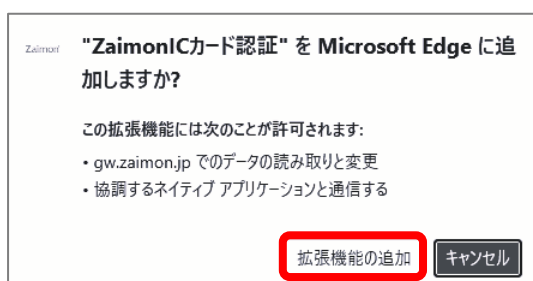 Zaimon
"ZaimonICカード認証" を Microsoft Edge に追
加しますか?
この拡張機能には次のことが許可されます:
• gw.zaimon.jp でのデータの読み取りと変更
• 協調するネイティブ アプリケーションと通信する
拡張機能の追加 キャンセル